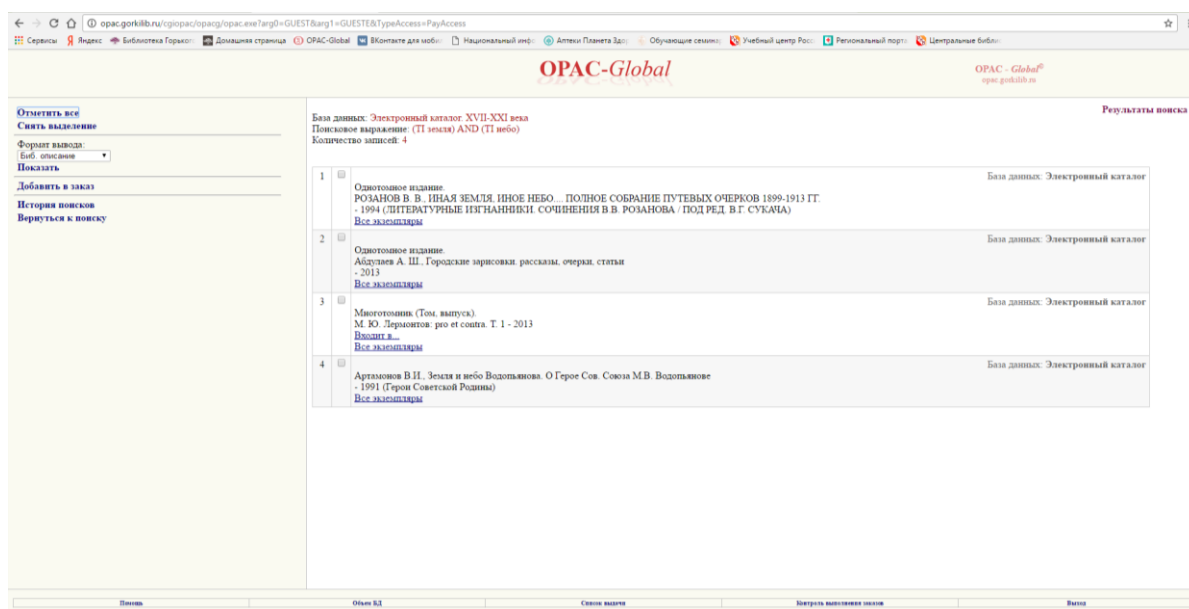 opac.gorkilib.ru/cgiopac/opacg/opac.exe?arg0=GUEST&arg1=GUESTE&TypeAccess=PayAccess
Сервисы Яндекс Библиотека Горьког Домашняя страница OPAC-Global ВКонтакте для моби Национальный инфо Аптеки Планета Здо Обучающие семина Учебный центр Росс Региональный порта Центральные библи
OPAC-Global
OPAC - Global®
opac.gorkilib.ru
Отметить все
Снять выделение
Формат вывода:
Биб. описание
Показать
Добавить в заказ
История поисков
Вернуться к поиску
Результаты поиска
База данных: Электронный каталог. XVII-XXI века
Поисковое выражение: (TI земля) AND (TI небо)
Количество записей: 4
1 База данных: Электронный каталог
Однотомное издание.
РОЗАНОВ В. В., ИНАЯ ЗЕМЛЯ, ИНОЕ НЕБО.... ПОЛНОЕ СОБРАНИЕ ПУТЕВЫХ ОЧЕРКОВ 1899-1913 ГГ.
- 1994 (ЛИТЕРАТУРНЫЕ ИЗГНАННИКИ. СОЧИНЕНИЯ В.В. РОЗАНОВА / ПОД РЕД. В.Г. СУКАЧА)
Все экземпляры
2 База данных: Электронный каталог
Однотомное издание.
Абдулаев А. Ш., Городские зарисовки. рассказы, очерки, статьи
- 2013
Все экземпляры
3 База данных: Электронный каталог
Многотомник (Том, выпуск).
М. Ю. Лермонтов: pro et contra. Т. 1 - 2013
Входит в...
Все экземпляры
4 База данных: Электронный каталог
Артамонов В.И., Земля и небо Водопьянова. О Герое Сов. Союза М.В. Водопьянове
- 1991 (Герои Советской Родины)
Все экземпляры
Помощь Объем БД Список выдачи Контроль выполнения заказов Выход